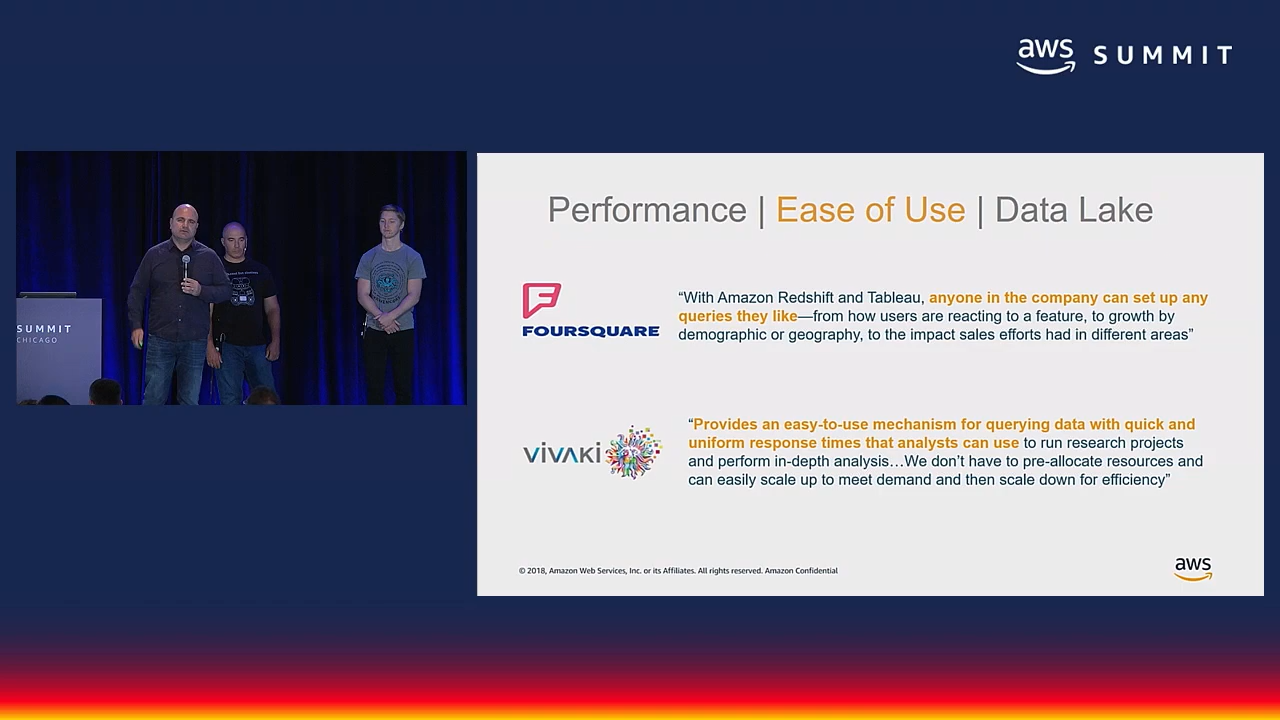 aws SUMMIT
SUMMIT
CHICAGO
Performance | Ease of Use | Data Lake
FOURSQUARE
“With Amazon Redshift and Tableau, anyone in the company can set up any
queries they like—from how users are reacting to a feature, to growth by
demographic or geography, to the impact sales efforts had in different areas”
VIVAKI
“Provides an easy-to-use mechanism for querying data with quick and
uniform response times that analysts can use to run research projects
and perform in-depth analysis…We don’t have to pre-allocate resources and
can easily scale up to meet demand and then scale down for efficiency”
© 2018, Amazon Web Services, Inc. or its Affiliates. All rights reserved. Amazon Confidential
aws